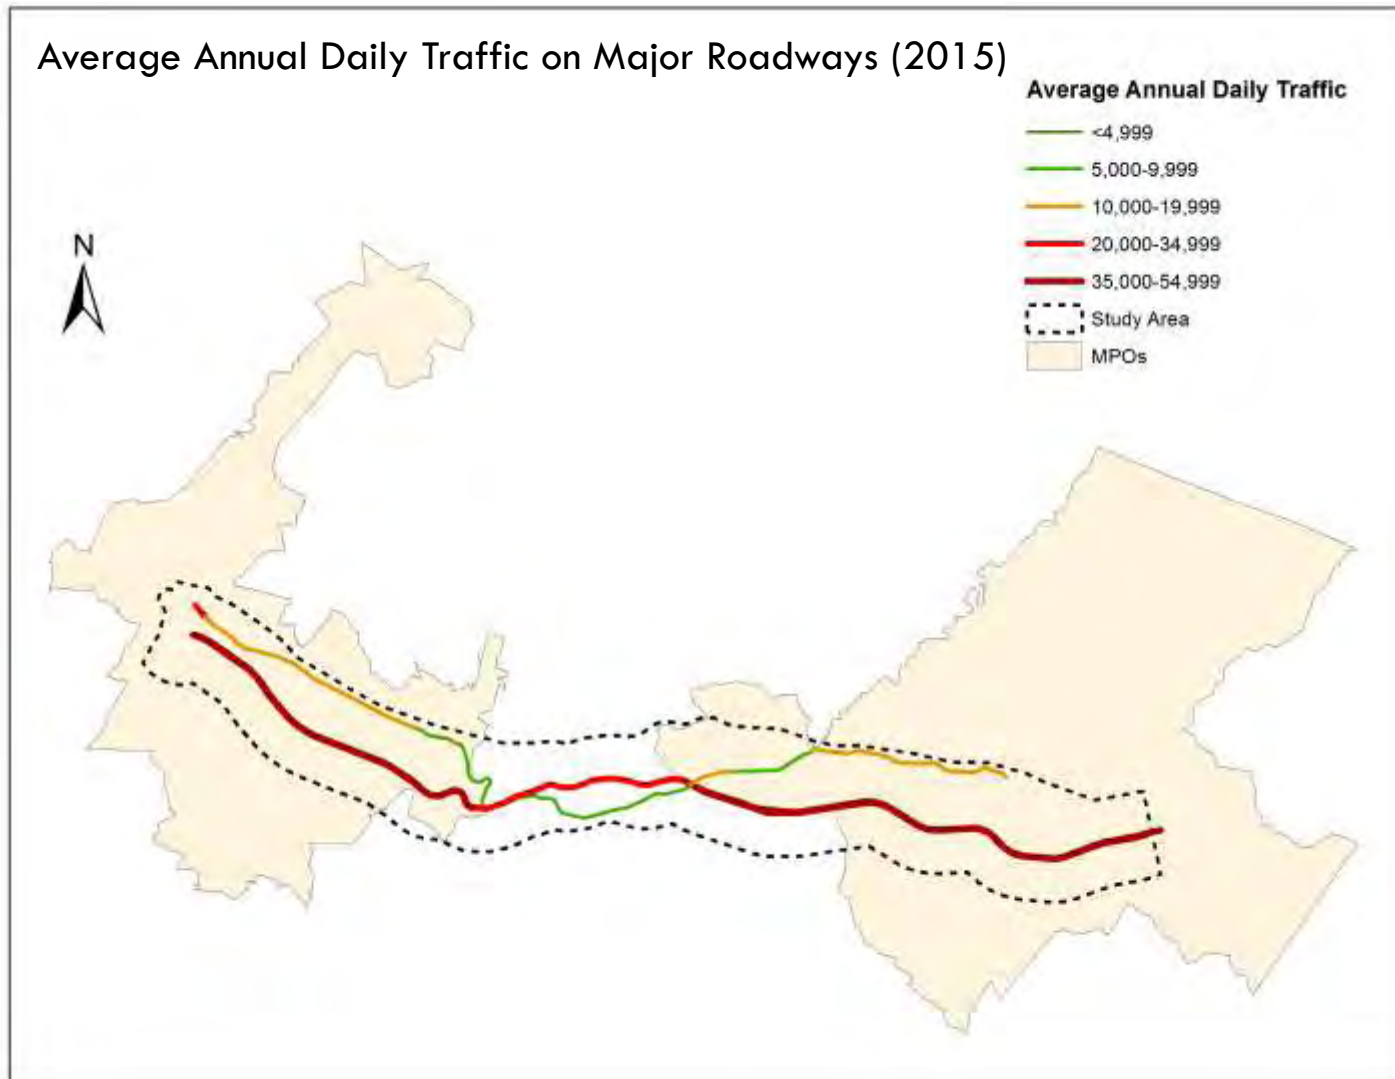 Average Annual Daily Traffic on Major Roadways (2015)
Average Annual Daily Traffic
<4,999
5,000-9,999
10,000-19,999
20,000-34,999
35,000-54,999
Study Area
MPOs
N